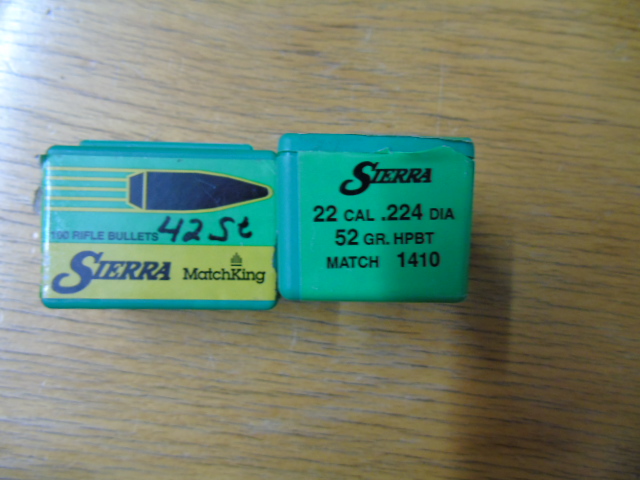 100 RIFLE BULLETS 42 St
SIERRA MatchKing
SIERRA
22 CAL .224 DIA
52 GR. HPBT
MATCH 1410